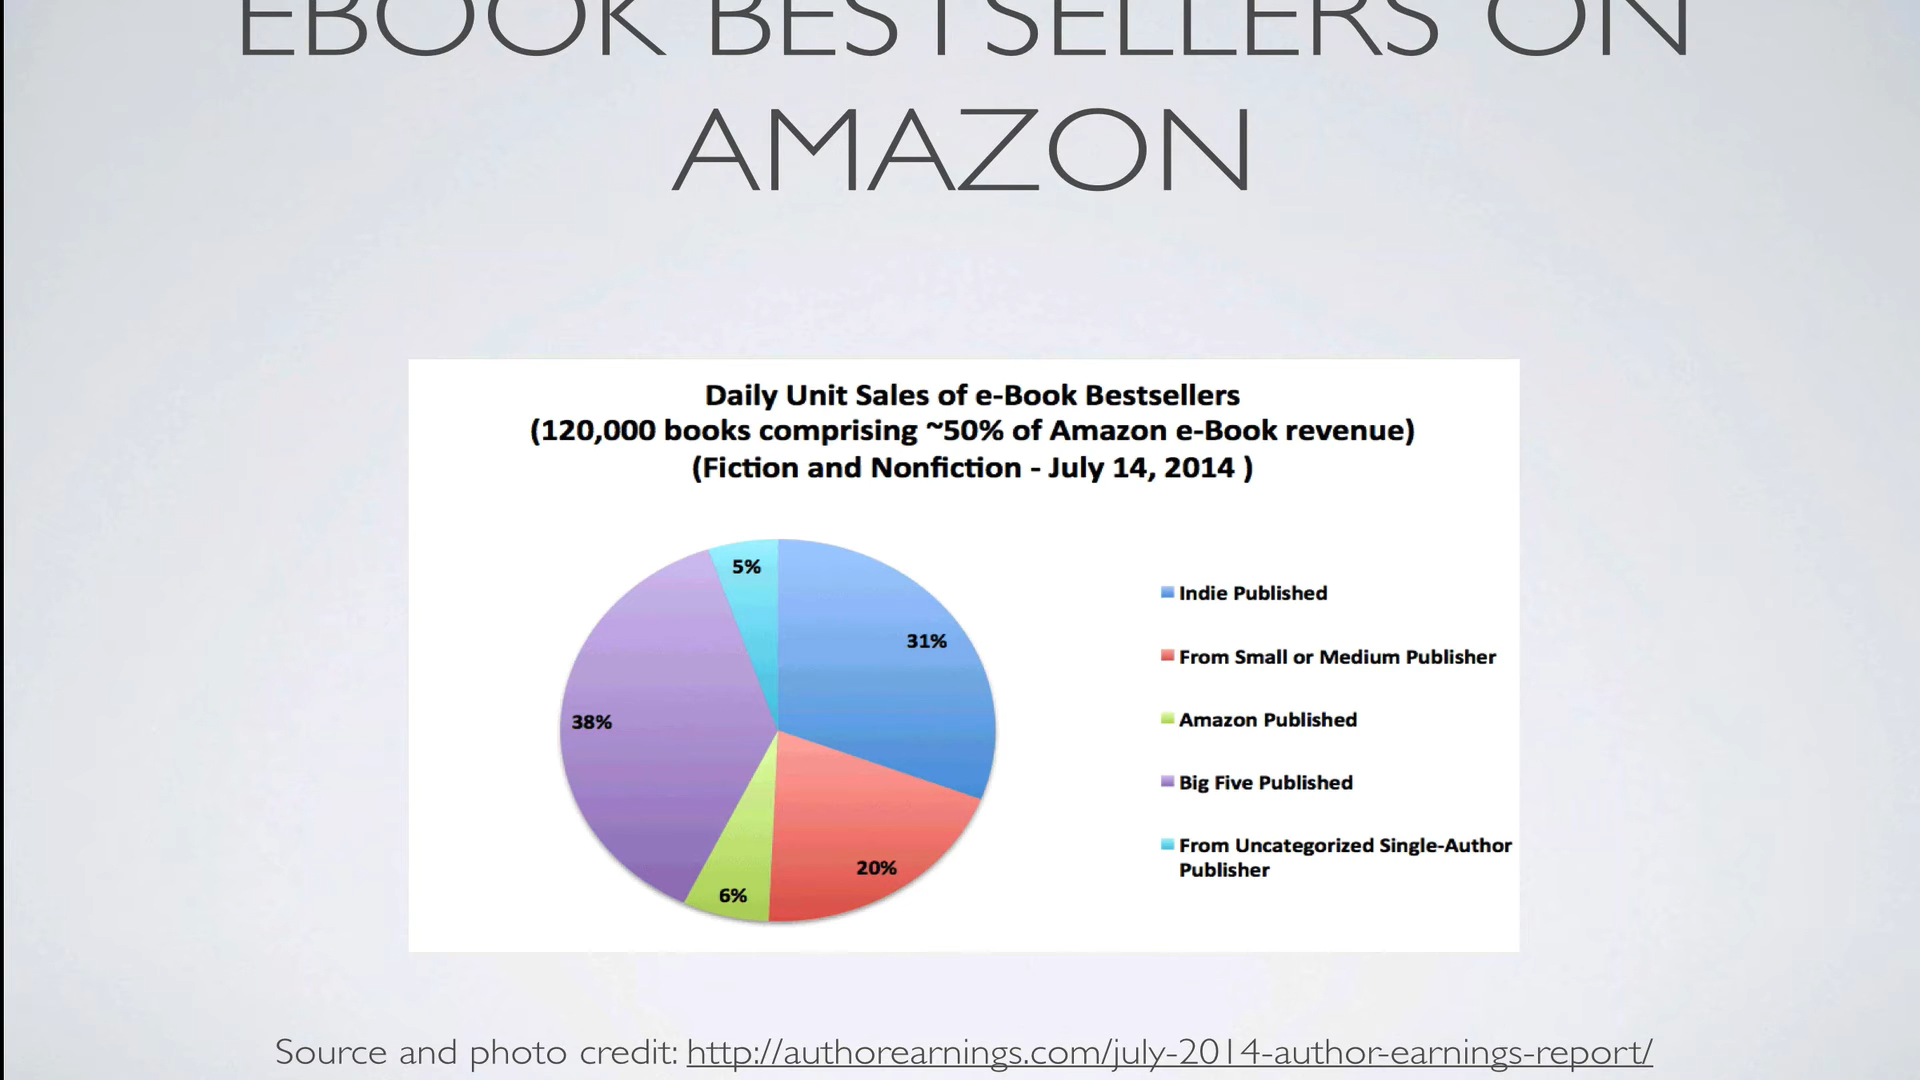 EBOOK BESTSELLERS ON
AMAZON
Daily Unit Sales of e-Book Bestsellers
(120,000 books comprising ~50% of Amazon e-Book revenue)
(Fiction and Nonfiction - July 14, 2014 )
5%
31%
38%
20%
6%
Indie Published
From Small or Medium Publisher
Amazon Published
Big Five Published
From Uncategorized Single-Author
Publisher
Source and photo credit: http://authorearnings.com/july-2014-author-earnings-report/